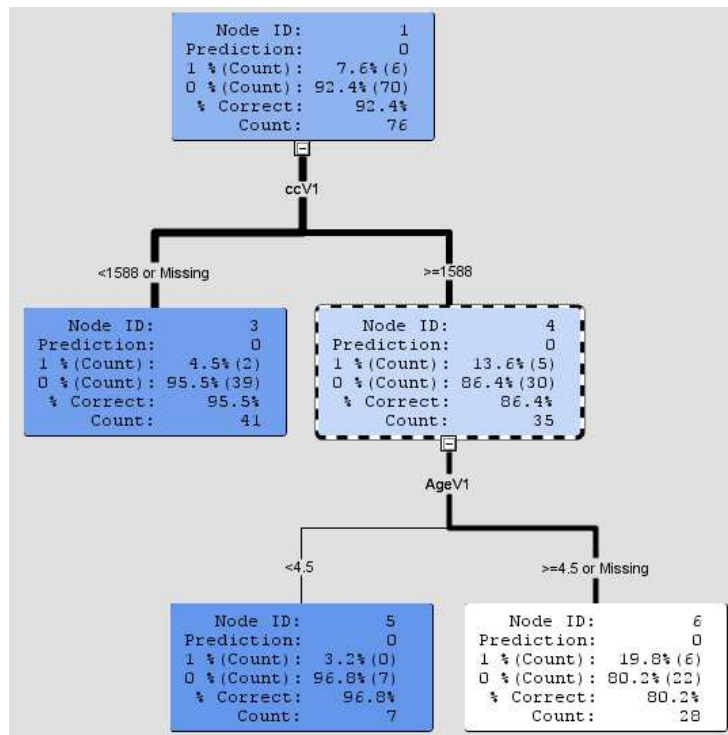 Node ID: 1
Prediction: 0
1 %(Count): 7.6%(6)
0 %(Count): 92.4%(70)
% Correct: 92.4%
Count: 76
ccV1
<1588 or Missing
>=1588
Node ID: 3
Prediction: 0
1 %(Count): 4.5%(2)
0 %(Count): 95.5%(39)
% Correct: 95.5%
Count: 41
Node ID: 4
Prediction: 0
1 %(Count): 13.6%(5)
0 %(Count): 86.4%(30)
% Correct: 86.4%
Count: 35
AgeV1
<4.5
>=4.5 or Missing
Node ID: 5
Prediction: 0
1 %(Count): 3.2%(0)
0 %(Count): 96.8%(7)
% Correct: 96.8%
Count: 7
Node ID: 6
Prediction: 0
1 %(Count): 19.8%(6)
0 %(Count): 80.2%(22)
% Correct: 80.2%
Count: 28